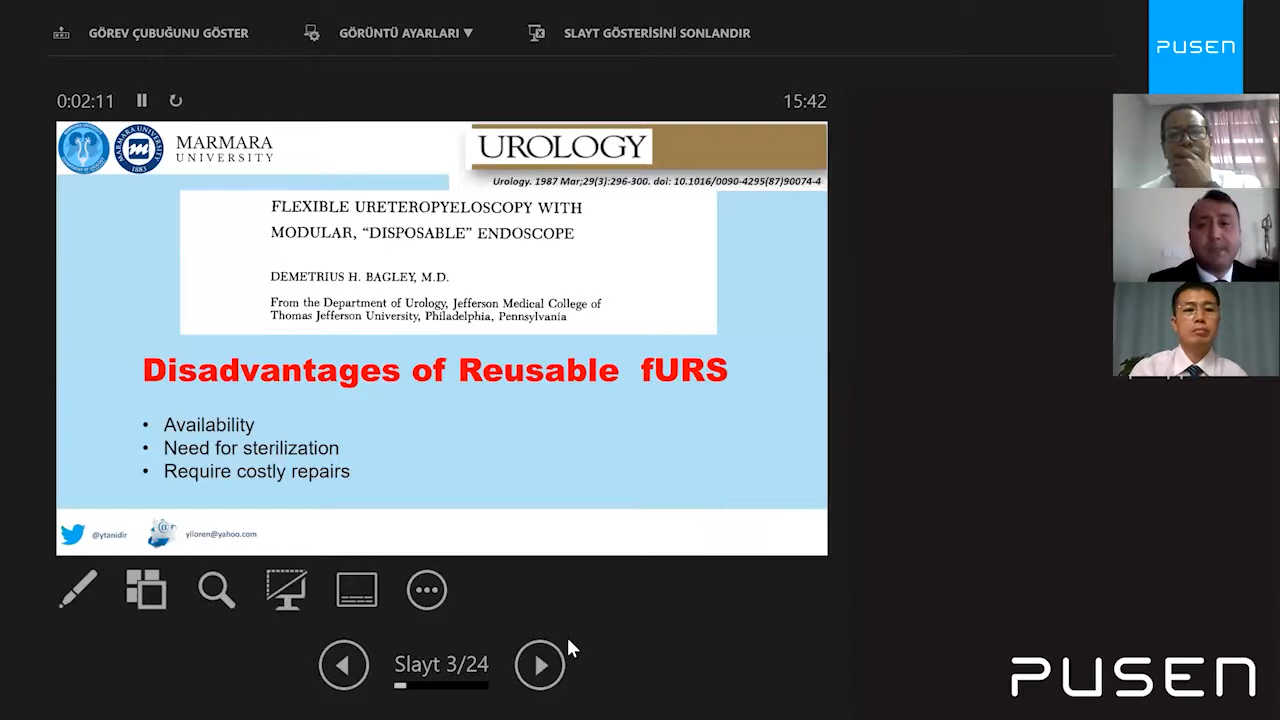 GÖREV ÇUBUĞUNU GÖSTER
GÖRÜNTÜ AYARLARI ▼
SLAYT GÖSTERİSİNİ SONLANDIR
PUSEN
0:02:11
15:42
MARMARA
UNIVERSITY
UROLOGY
Urology. 1987 Mar;29(3):296-300. doi: 10.1016/0090-4295(87)90074-4
FLEXIBLE URETEROPYELOSCOPY WITH
MODULAR, “DISPOSABLE” ENDOSCOPE
DEMETRIUS H. BAGLEY, M.D.
From the Department of Urology, Jefferson Medical College of
Thomas Jefferson University, Philadelphia, Pennsylvania
Disadvantages of Reusable fURS
• Availability
• Need for sterilization
• Require costly repairs
@ytanidir
yiloren@yahoo.com
Slayt 3/24
PUSEN